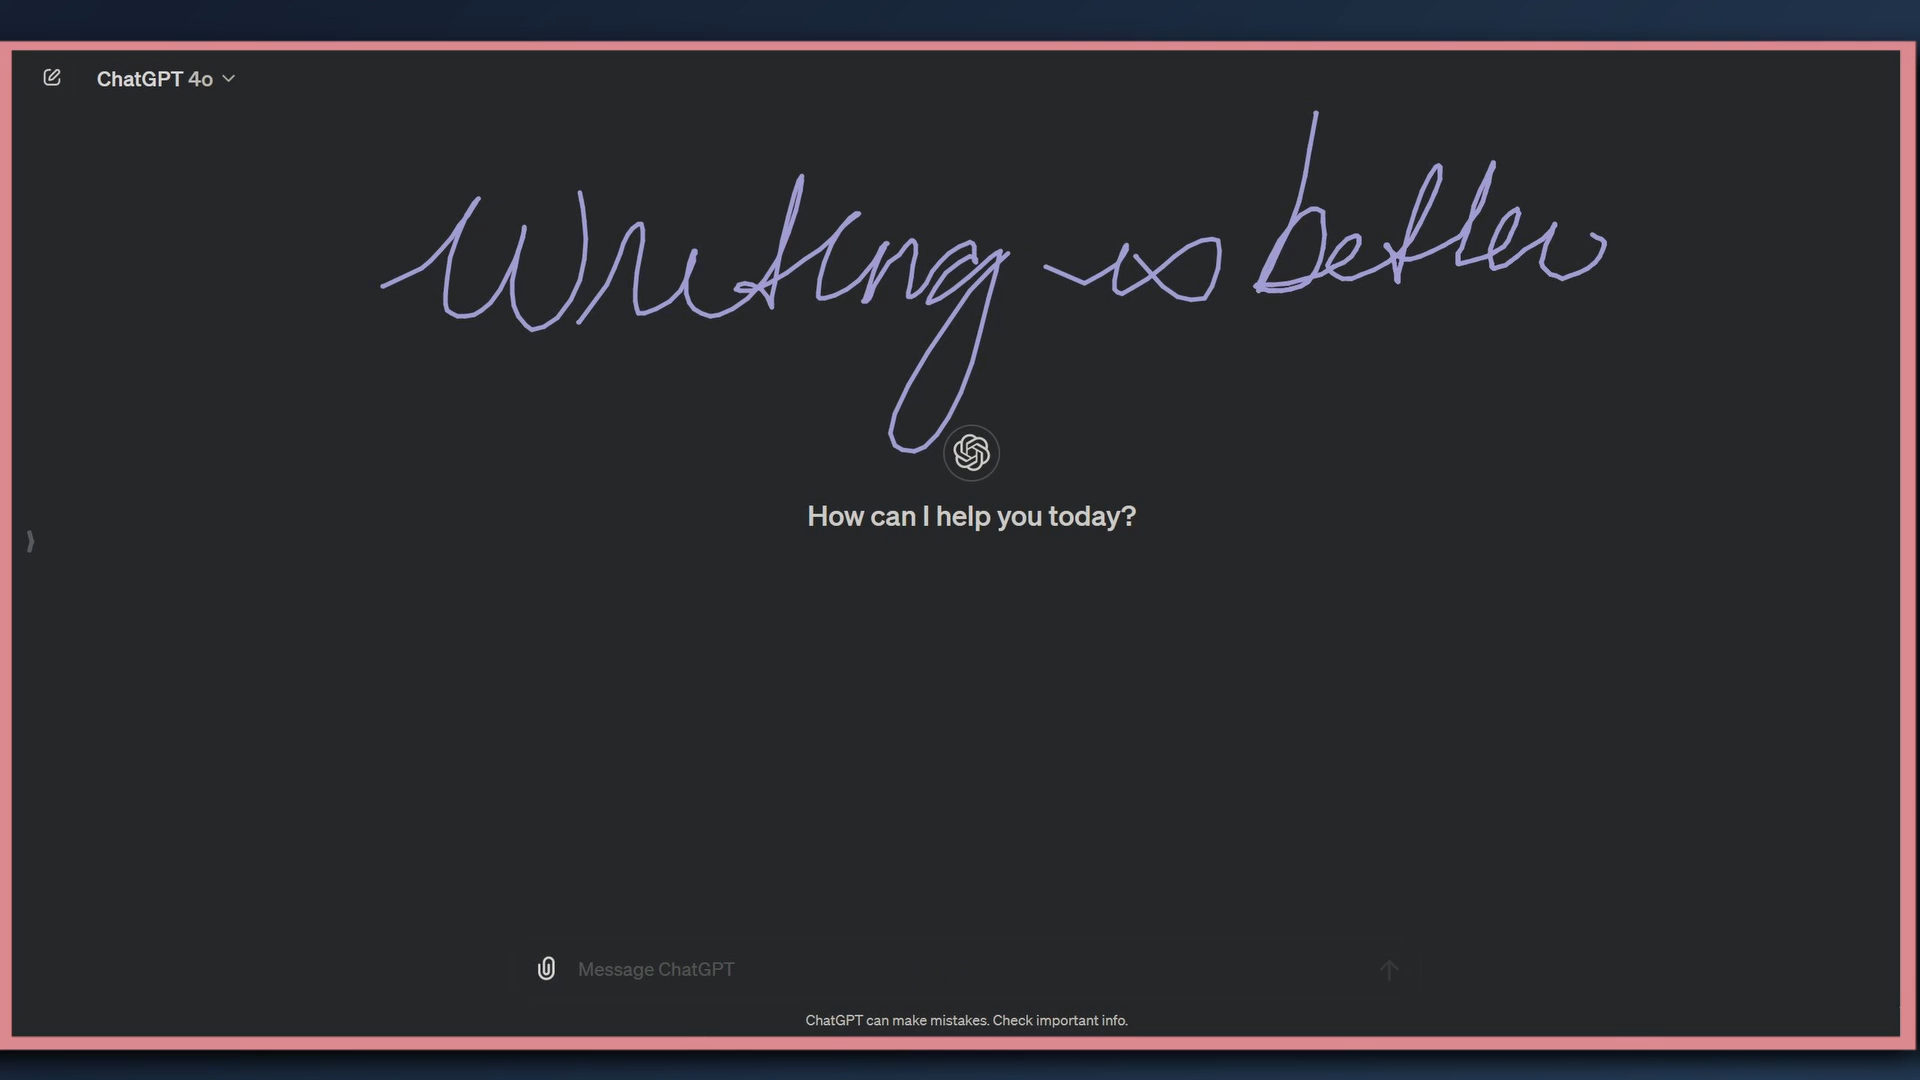 ChatGPT 4o
Writing is better
How can I help you today?
Message ChatGPT
ChatGPT can make mistakes. Check important info.